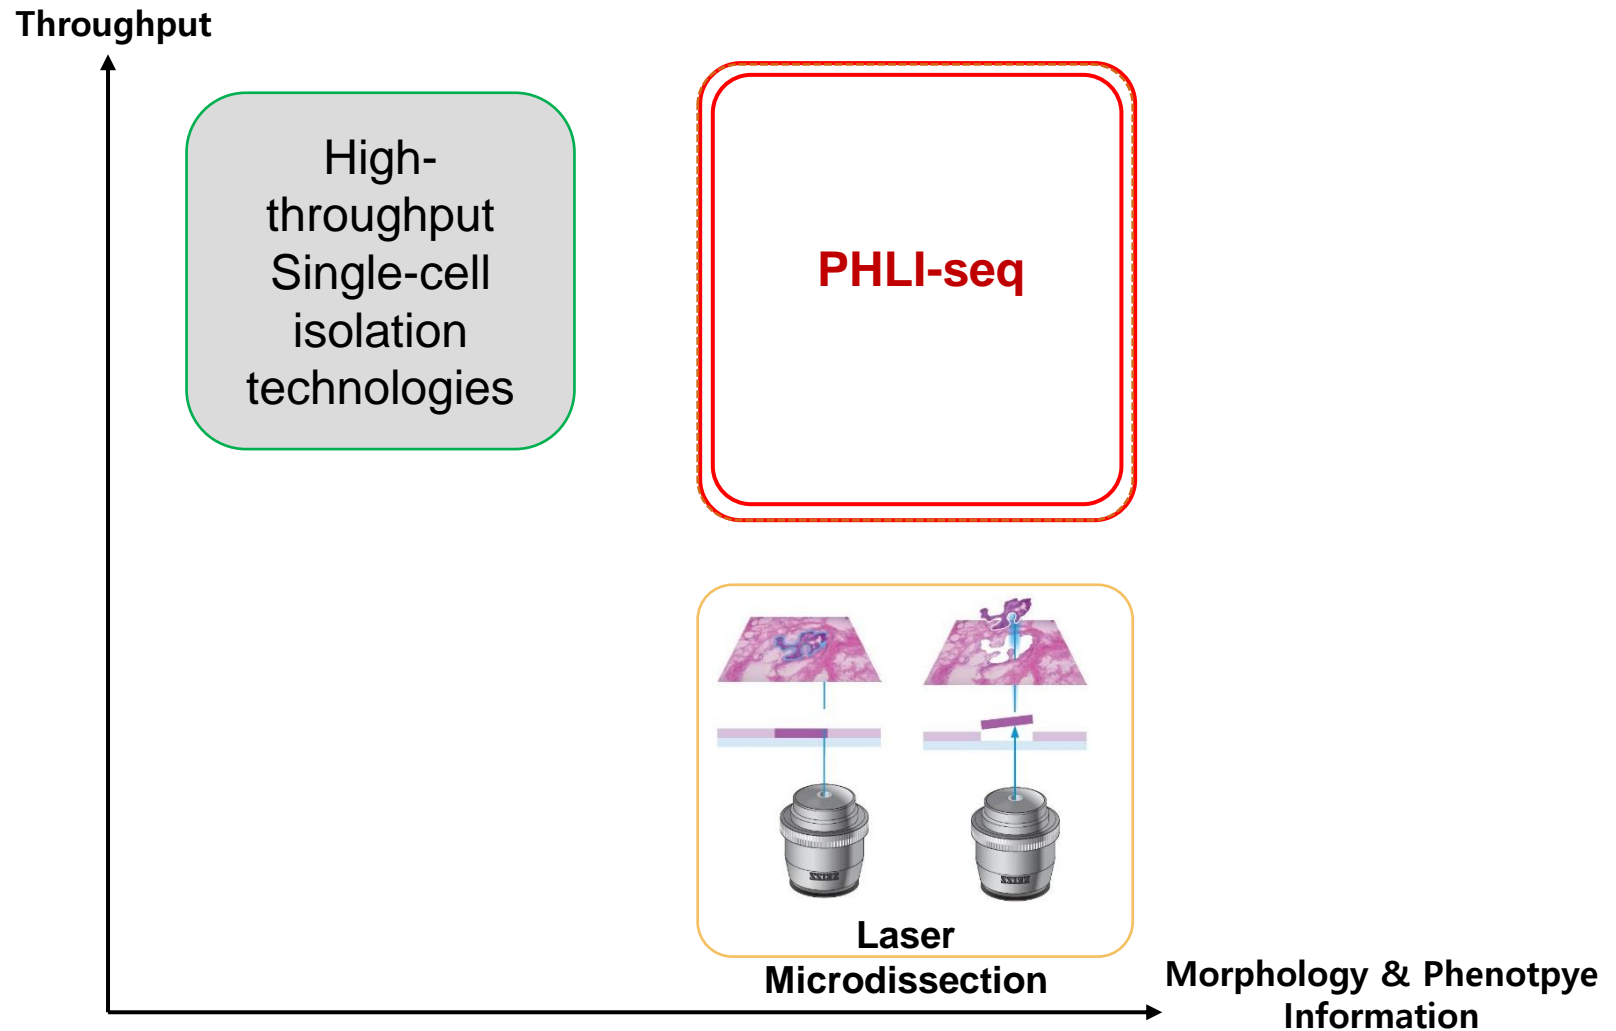 Throughput
High-
throughput
Single-cell
isolation
technologies
PHLI-seq
Laser
Microdissection
Morphology & Phenotpye
Information